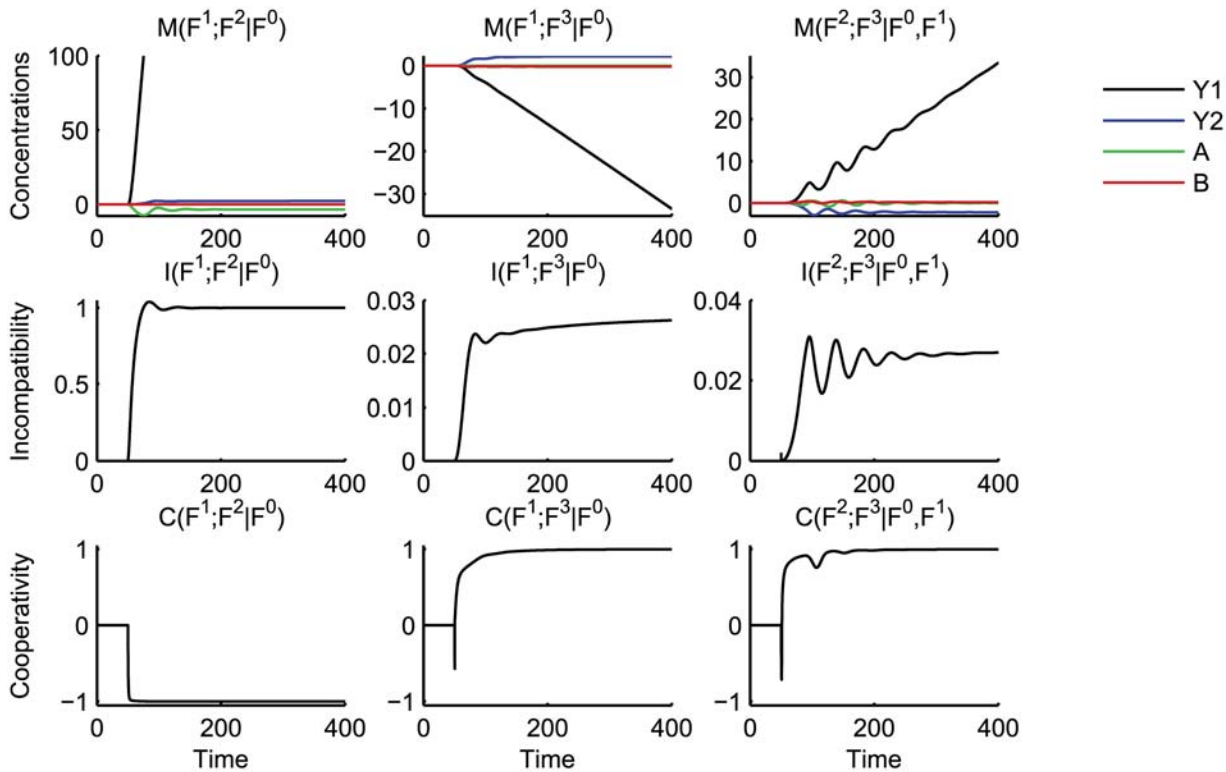 M(F¹;F²|F⁰) M(F¹;F³|F⁰) M(F²;F³|F⁰,F¹)
Concentrations
100
50
0
0 200 400
0
−10
−20
−30
0 200 400
30
20
10
0
0 200 400
Y1
Y2
A
B
I(F¹;F²|F⁰) I(F¹;F³|F⁰) I(F²;F³|F⁰,F¹)
Incompatibility
1
0.5
0
0 200 400
0.03
0.02
0.01
0
0 200 400
0.04
0.02
0
0 200 400
C(F¹;F²|F⁰) C(F¹;F³|F⁰) C(F²;F³|F⁰,F¹)
Cooperativity
1
0
−1
0 200 400
Time
1
0
−1
0 200 400
Time
1
0
−1
0 200 400
Time